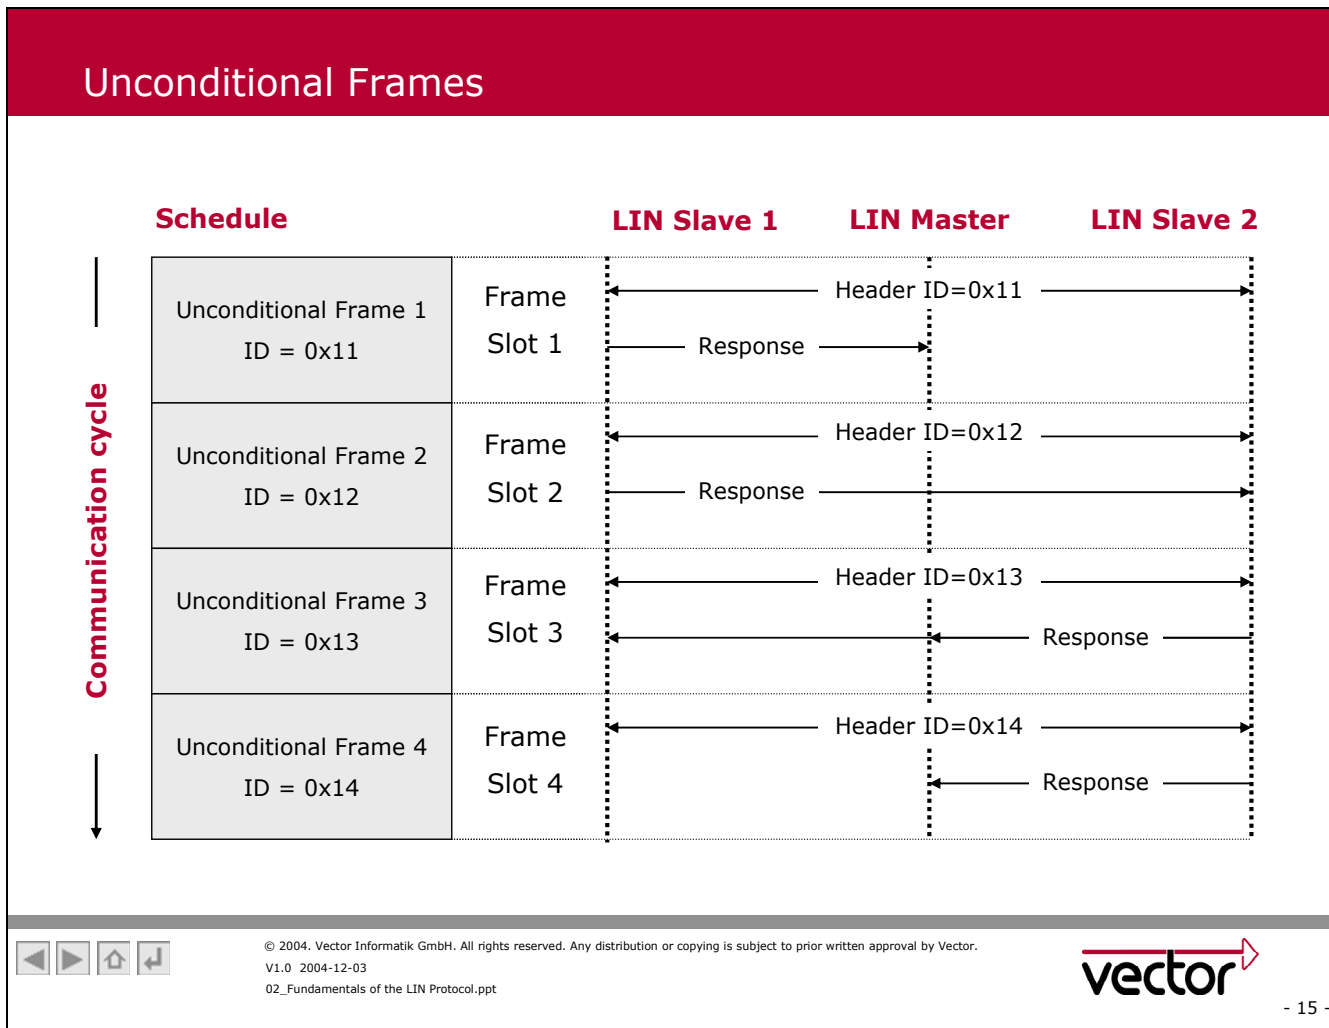 Unconditional Frames
Schedule
LIN Slave 1
LIN Master
LIN Slave 2
Communication cycle
Unconditional Frame 1
ID = 0x11
Frame
Slot 1
Header ID=0x11
Response
Unconditional Frame 2
ID = 0x12
Frame
Slot 2
Header ID=0x12
Response
Unconditional Frame 3
ID = 0x13
Frame
Slot 3
Header ID=0x13
Response
Unconditional Frame 4
ID = 0x14
Frame
Slot 4
Header ID=0x14
Response
© 2004. Vector Informatik GmbH. All rights reserved. Any distribution or copying is subject to prior written approval by Vector.
V1.0 2004-12-03
02_Fundamentals of the LIN Protocol.ppt
vector
- 15 -